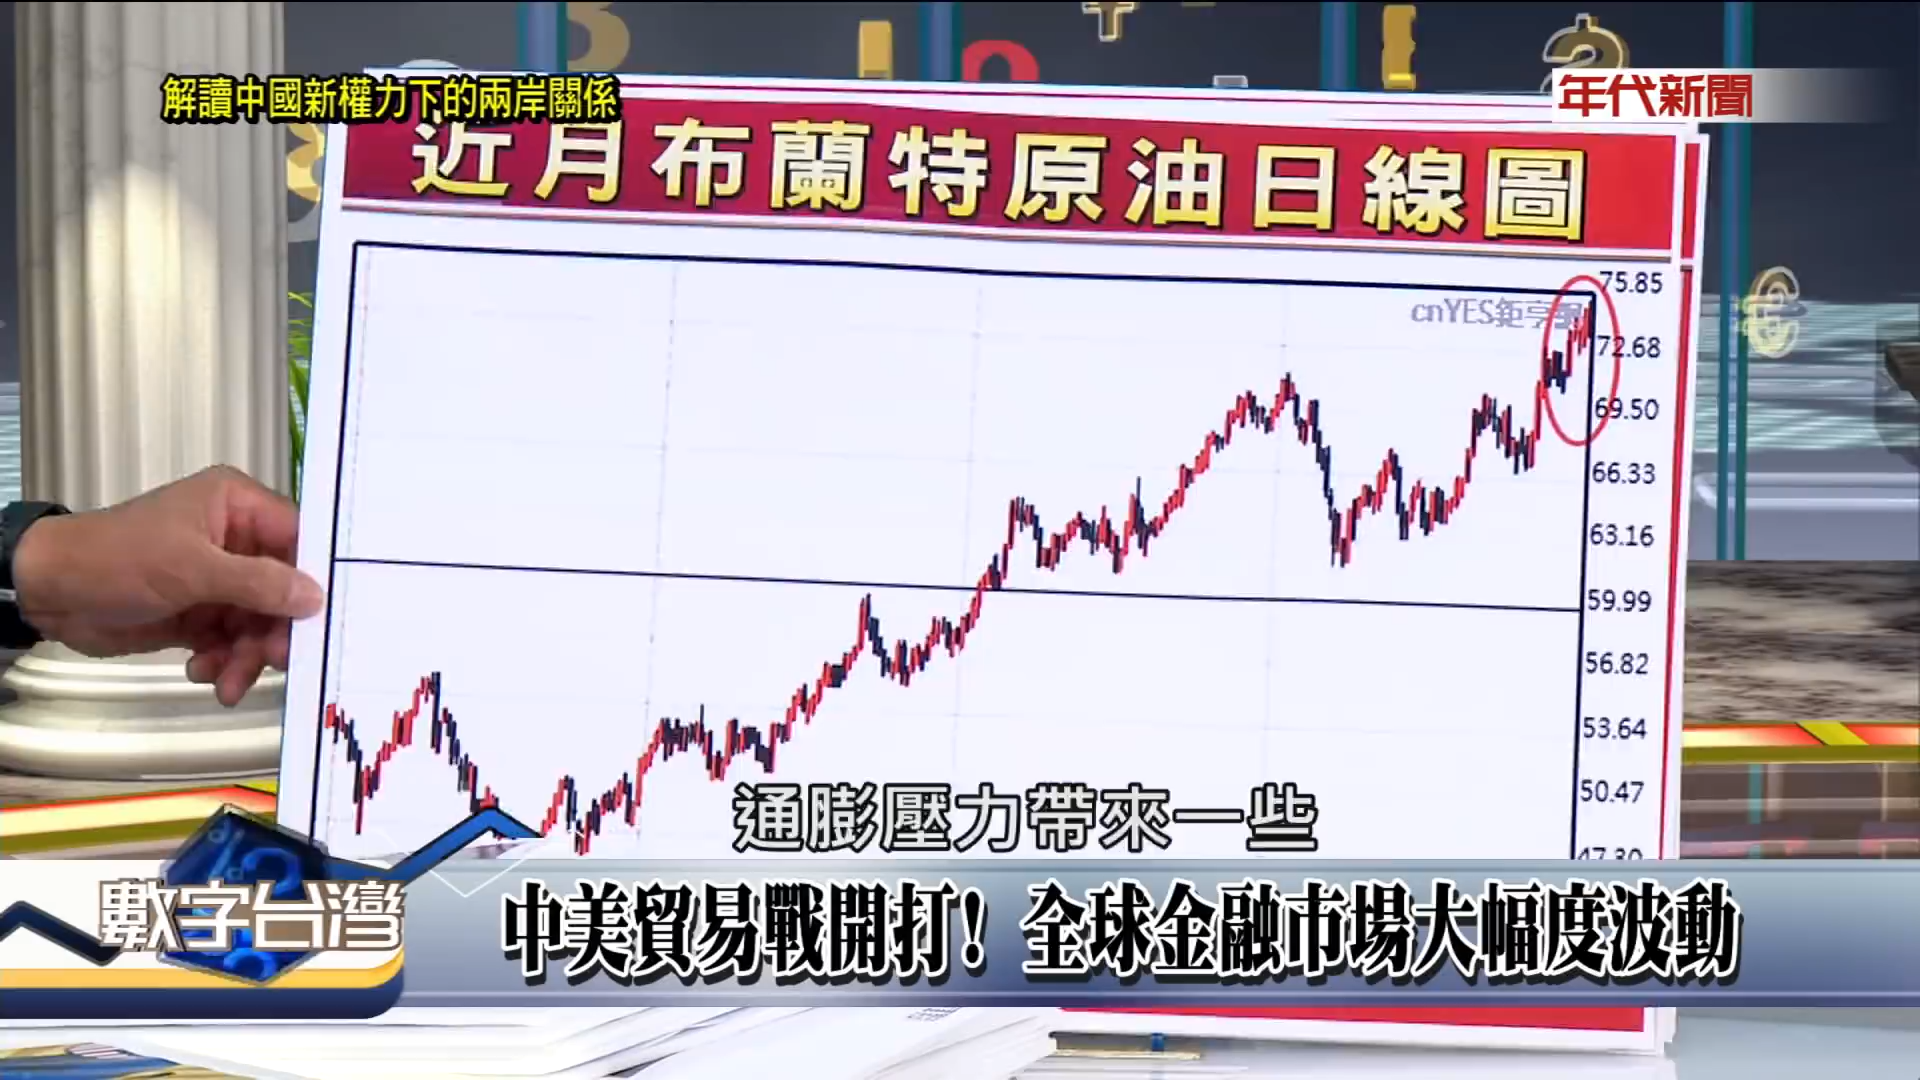 解讀中國新權力下的兩岸關係
年代新聞
近月布蘭特原油日線圖
cnYES鉅亨
75.85
72.68
69.50
66.33
63.16
59.99
56.82
53.64
50.47
47.30
通膨壓力帶來一些
數字台灣
中美貿易戰開打！全球金融市場大幅度波動